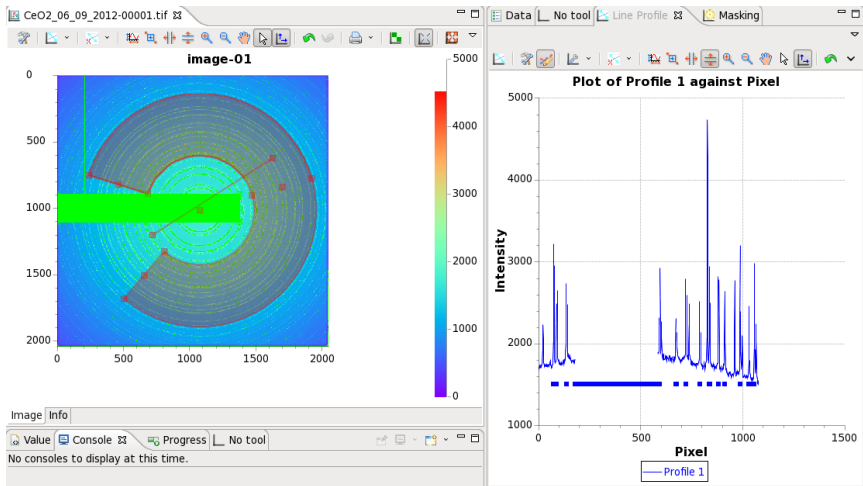 CeO2_06_09_2012-00001.tif
image-01
0
500
1000
1500
2000
0
500
1000
1500
2000
5000
4000
3000
2000
1000
0
Image Info
Value Console Progress No tool
No consoles to display at this time.
Data No tool Line Profile Masking
Plot of Profile 1 against Pixel
5000
4000
3000
2000
1000
Intensity
0
500
1000
1500
Pixel
Profile 1